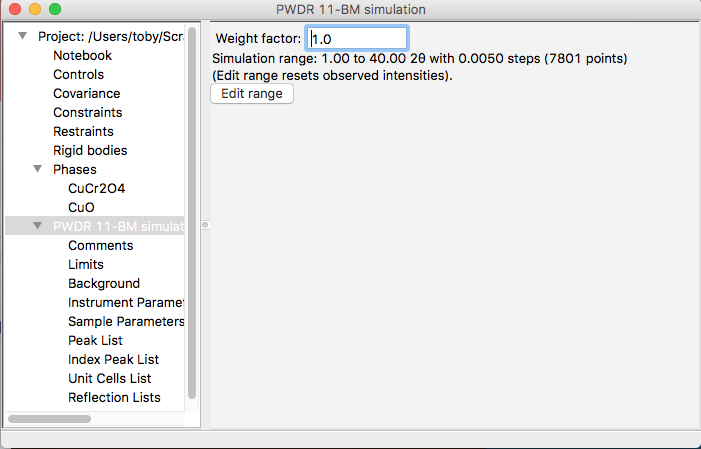 PWDR 11-BM simulation
Project: /Users/toby/Scra
Notebook
Controls
Covariance
Constraints
Restraints
Rigid bodies
Phases
CuCr2O4
CuO
PWDR 11-BM simulat
Comments
Limits
Background
Instrument Paramet
Sample Parameters
Peak List
Index Peak List
Unit Cells List
Reflection Lists
Weight factor: 1.0
Simulation range: 1.00 to 40.00 2θ with 0.0050 steps (7801 points)
(Edit range resets observed intensities).
Edit range